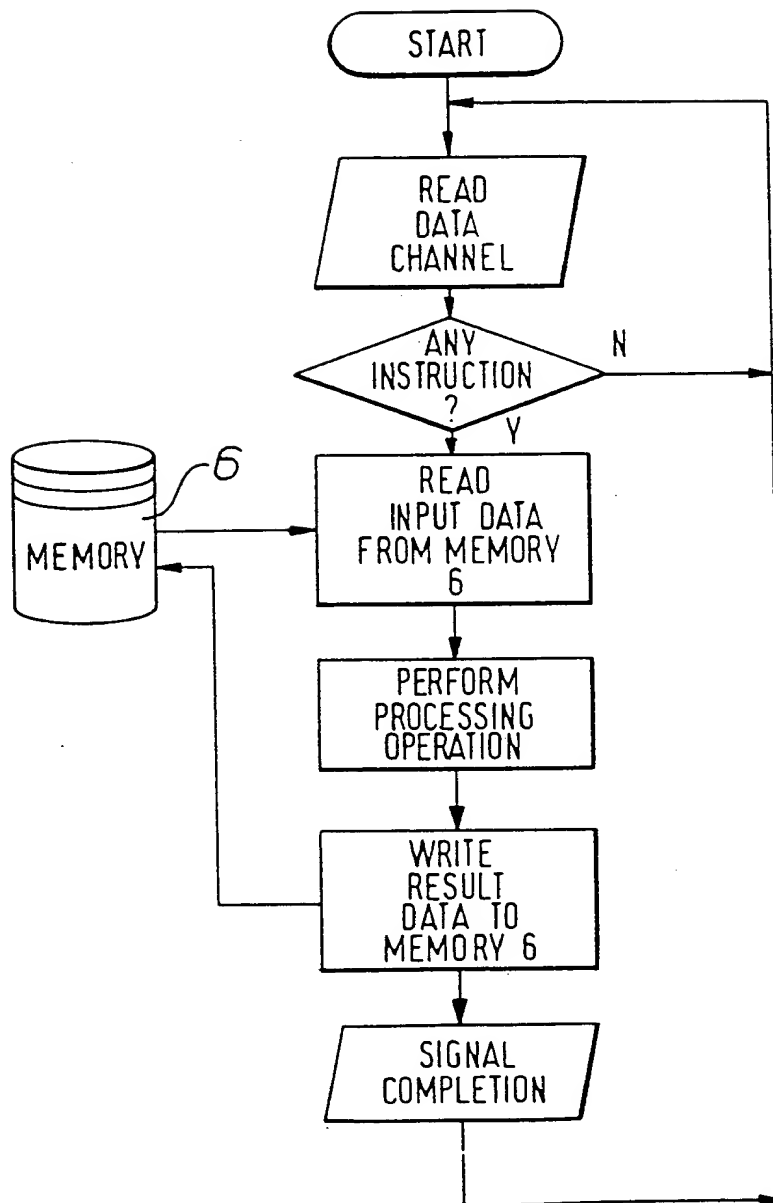 START
READ
DATA
CHANNEL
ANY
INSTRUCTION
?
N
Y
6
MEMORY
READ
INPUT DATA
FROM MEMORY
6
PERFORM
PROCESSING
OPERATION
WRITE
RESULT
DATA TO
MEMORY 6
SIGNAL
COMPLETION